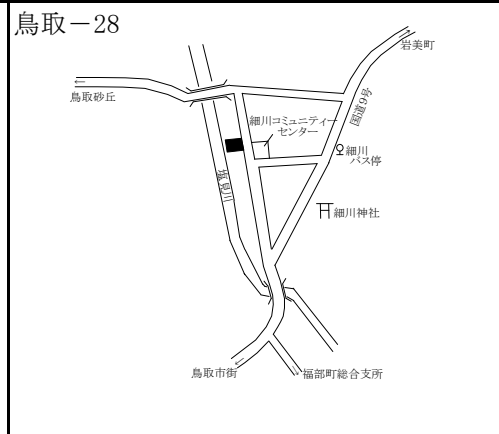 鳥取－28
岩美町
←
鳥取砂丘
国道9号
細川コミュニティー
センター
細川
バス停
塩見川
細川神社
鳥取市街
福部町総合支所